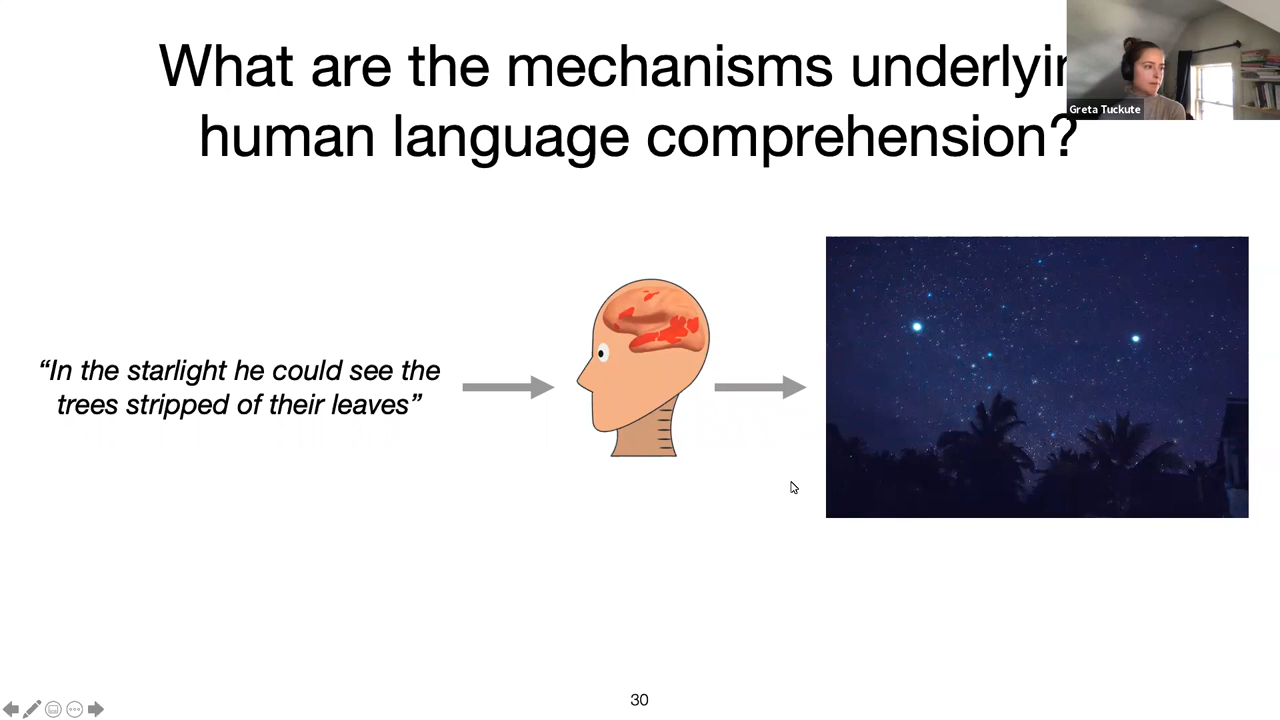 What are the mechanisms
human language comprehension?
Greta Tuckute
“In the starlight he could see the
trees stripped of their leaves”
30